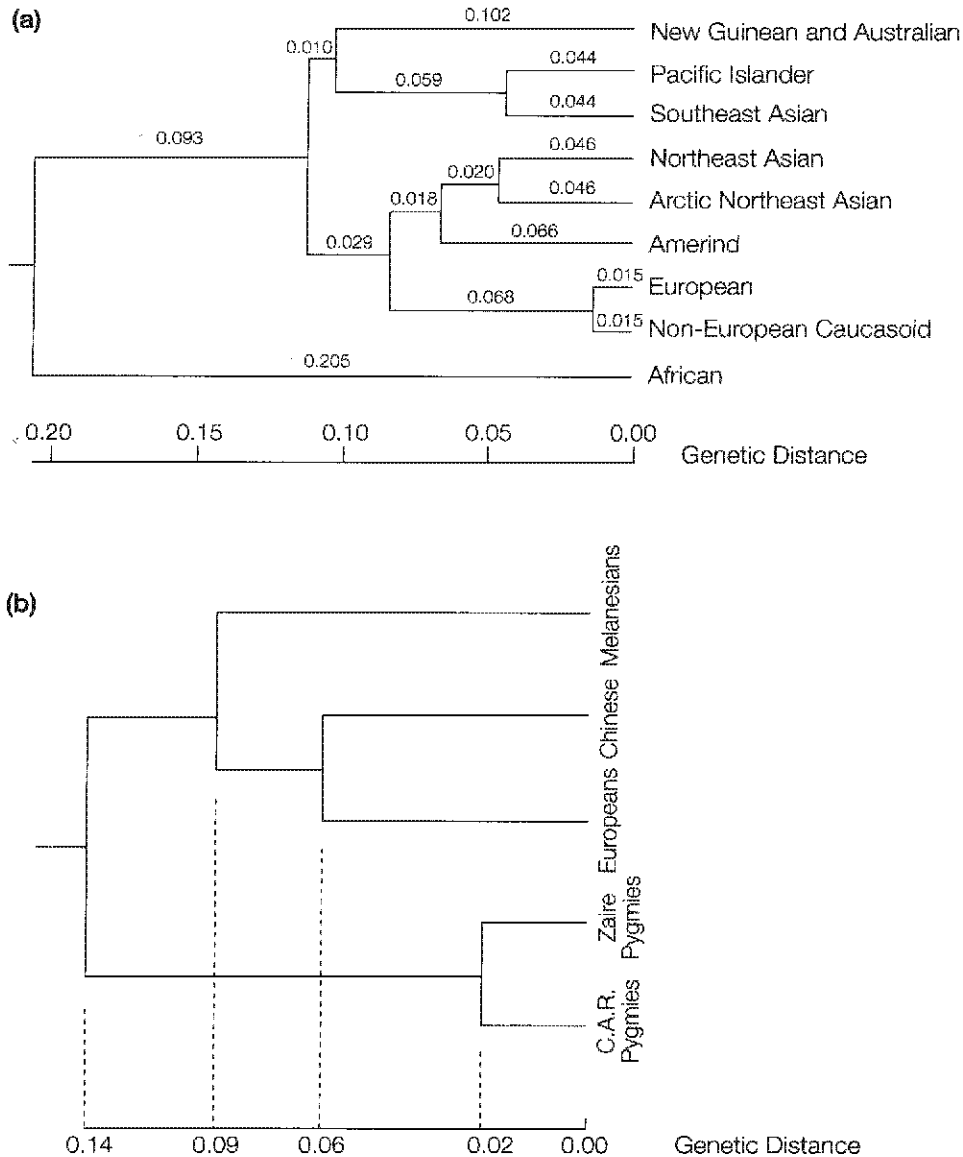 (a)
0.102
New Guinean and Australian
0.010
0.044
Pacific Islander
0.059
0.044
Southeast Asian
0.093
0.046
Northeast Asian
0.020
0.046
Arctic Northeast Asian
0.018
0.066
Amerind
0.029
0.015
European
0.068
0.015
Non-European Caucasoid
0.205
African
0.20 0.15 0.10 0.05 0.00
Genetic Distance
(b)
Melanesians
Chinese
Europeans
Zaire
Pygmies
C.A.R.
Pygmies
0.14 0.09 0.06 0.02 0.00
Genetic Distance